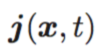 j(x, t)